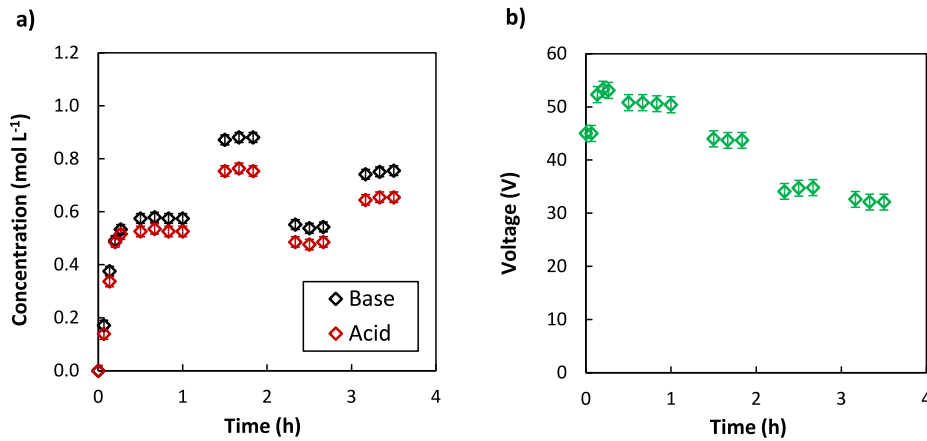 a)
Concentration (mol L-1)
1.2
1.0
0.8
0.6
0.4
0.2
0.0
Base
Acid
0 1 2 3 4
Time (h)
b)
Voltage (V)
60
50
40
30
20
10
0
0 1 2 3 4
Time (h)